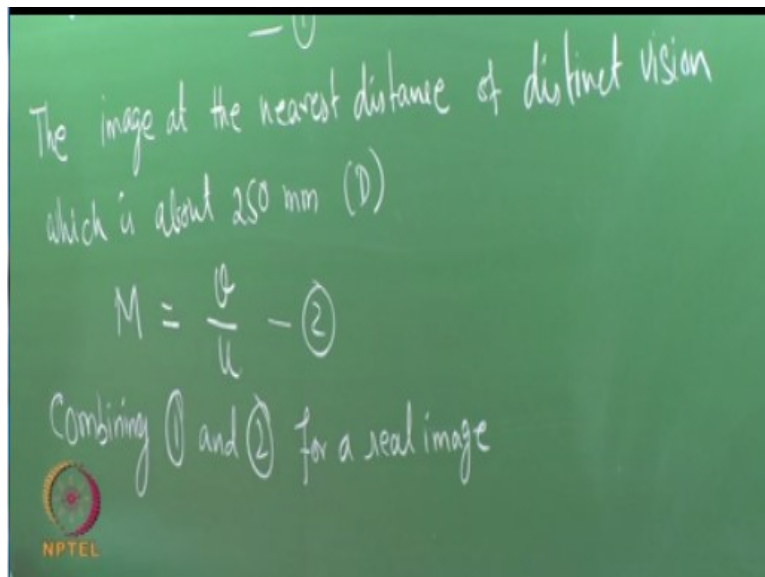 — ①
The image at the nearest distance of distinct vision
which is about 250 mm (D)
M = v/u — ②
Combining ① and ② for a real image
NPTEL